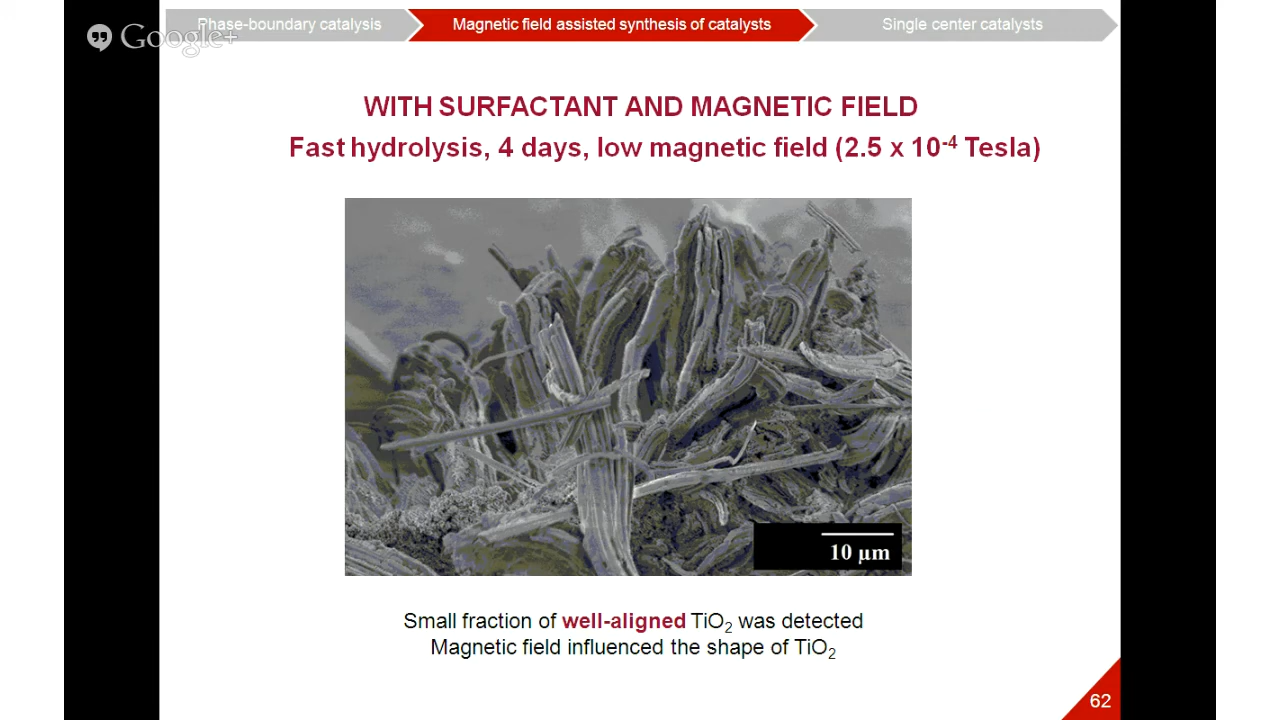 Phase-boundary catalysis
Magnetic field assisted synthesis of catalysts
Single center catalysts
Google+
WITH SURFACTANT AND MAGNETIC FIELD
Fast hydrolysis, 4 days, low magnetic field (2.5 x 10⁻⁴ Tesla)
10 µm
Small fraction of well-aligned TiO₂ was detected
Magnetic field influenced the shape of TiO₂
62